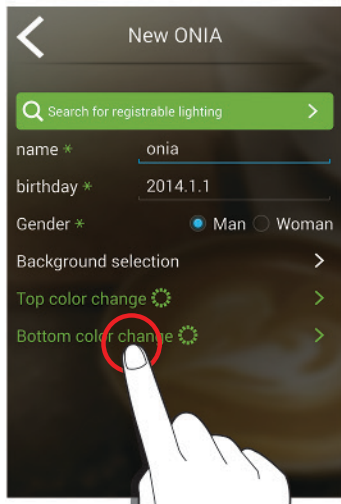 New ONIA
Search for registrable lighting
name * onia
birthday * 2014.1.1
Gender * Man Woman
Background selection
Top color change
Bottom color change